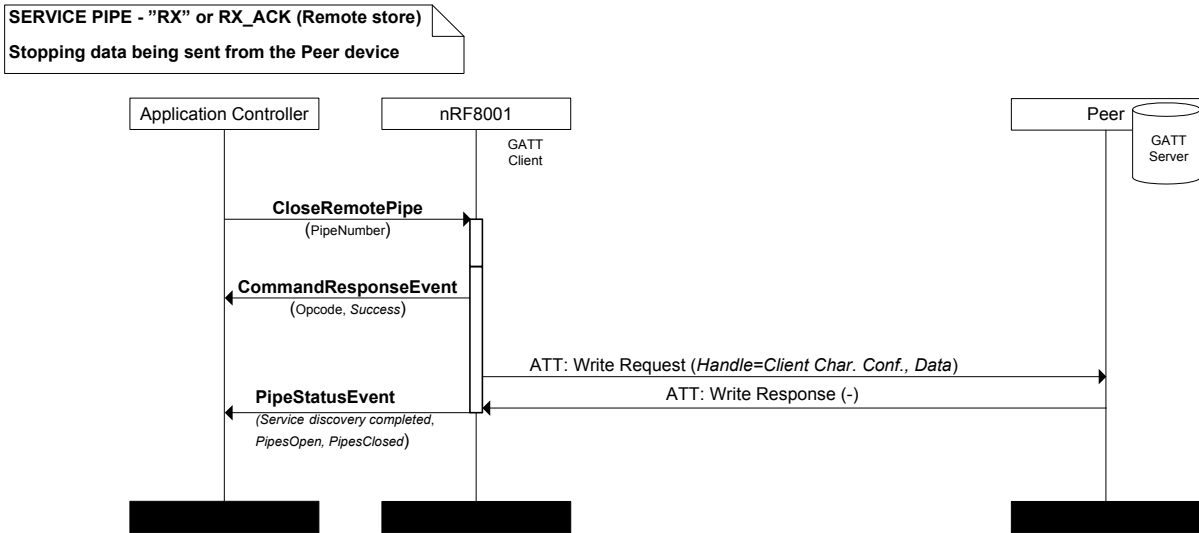 SERVICE PIPE - ”RX” or RX_ACK (Remote store)
Stopping data being sent from the Peer device
Application Controller
nRF8001
Peer
GATT
Client
GATT
Server
CloseRemotePipe
(PipeNumber)
CommandResponseEvent
(Opcode, Success)
ATT: Write Request (Handle=Client Char. Conf., Data)
ATT: Write Response (-)
PipeStatusEvent
(Service discovery completed,
PipesOpen, PipesClosed)